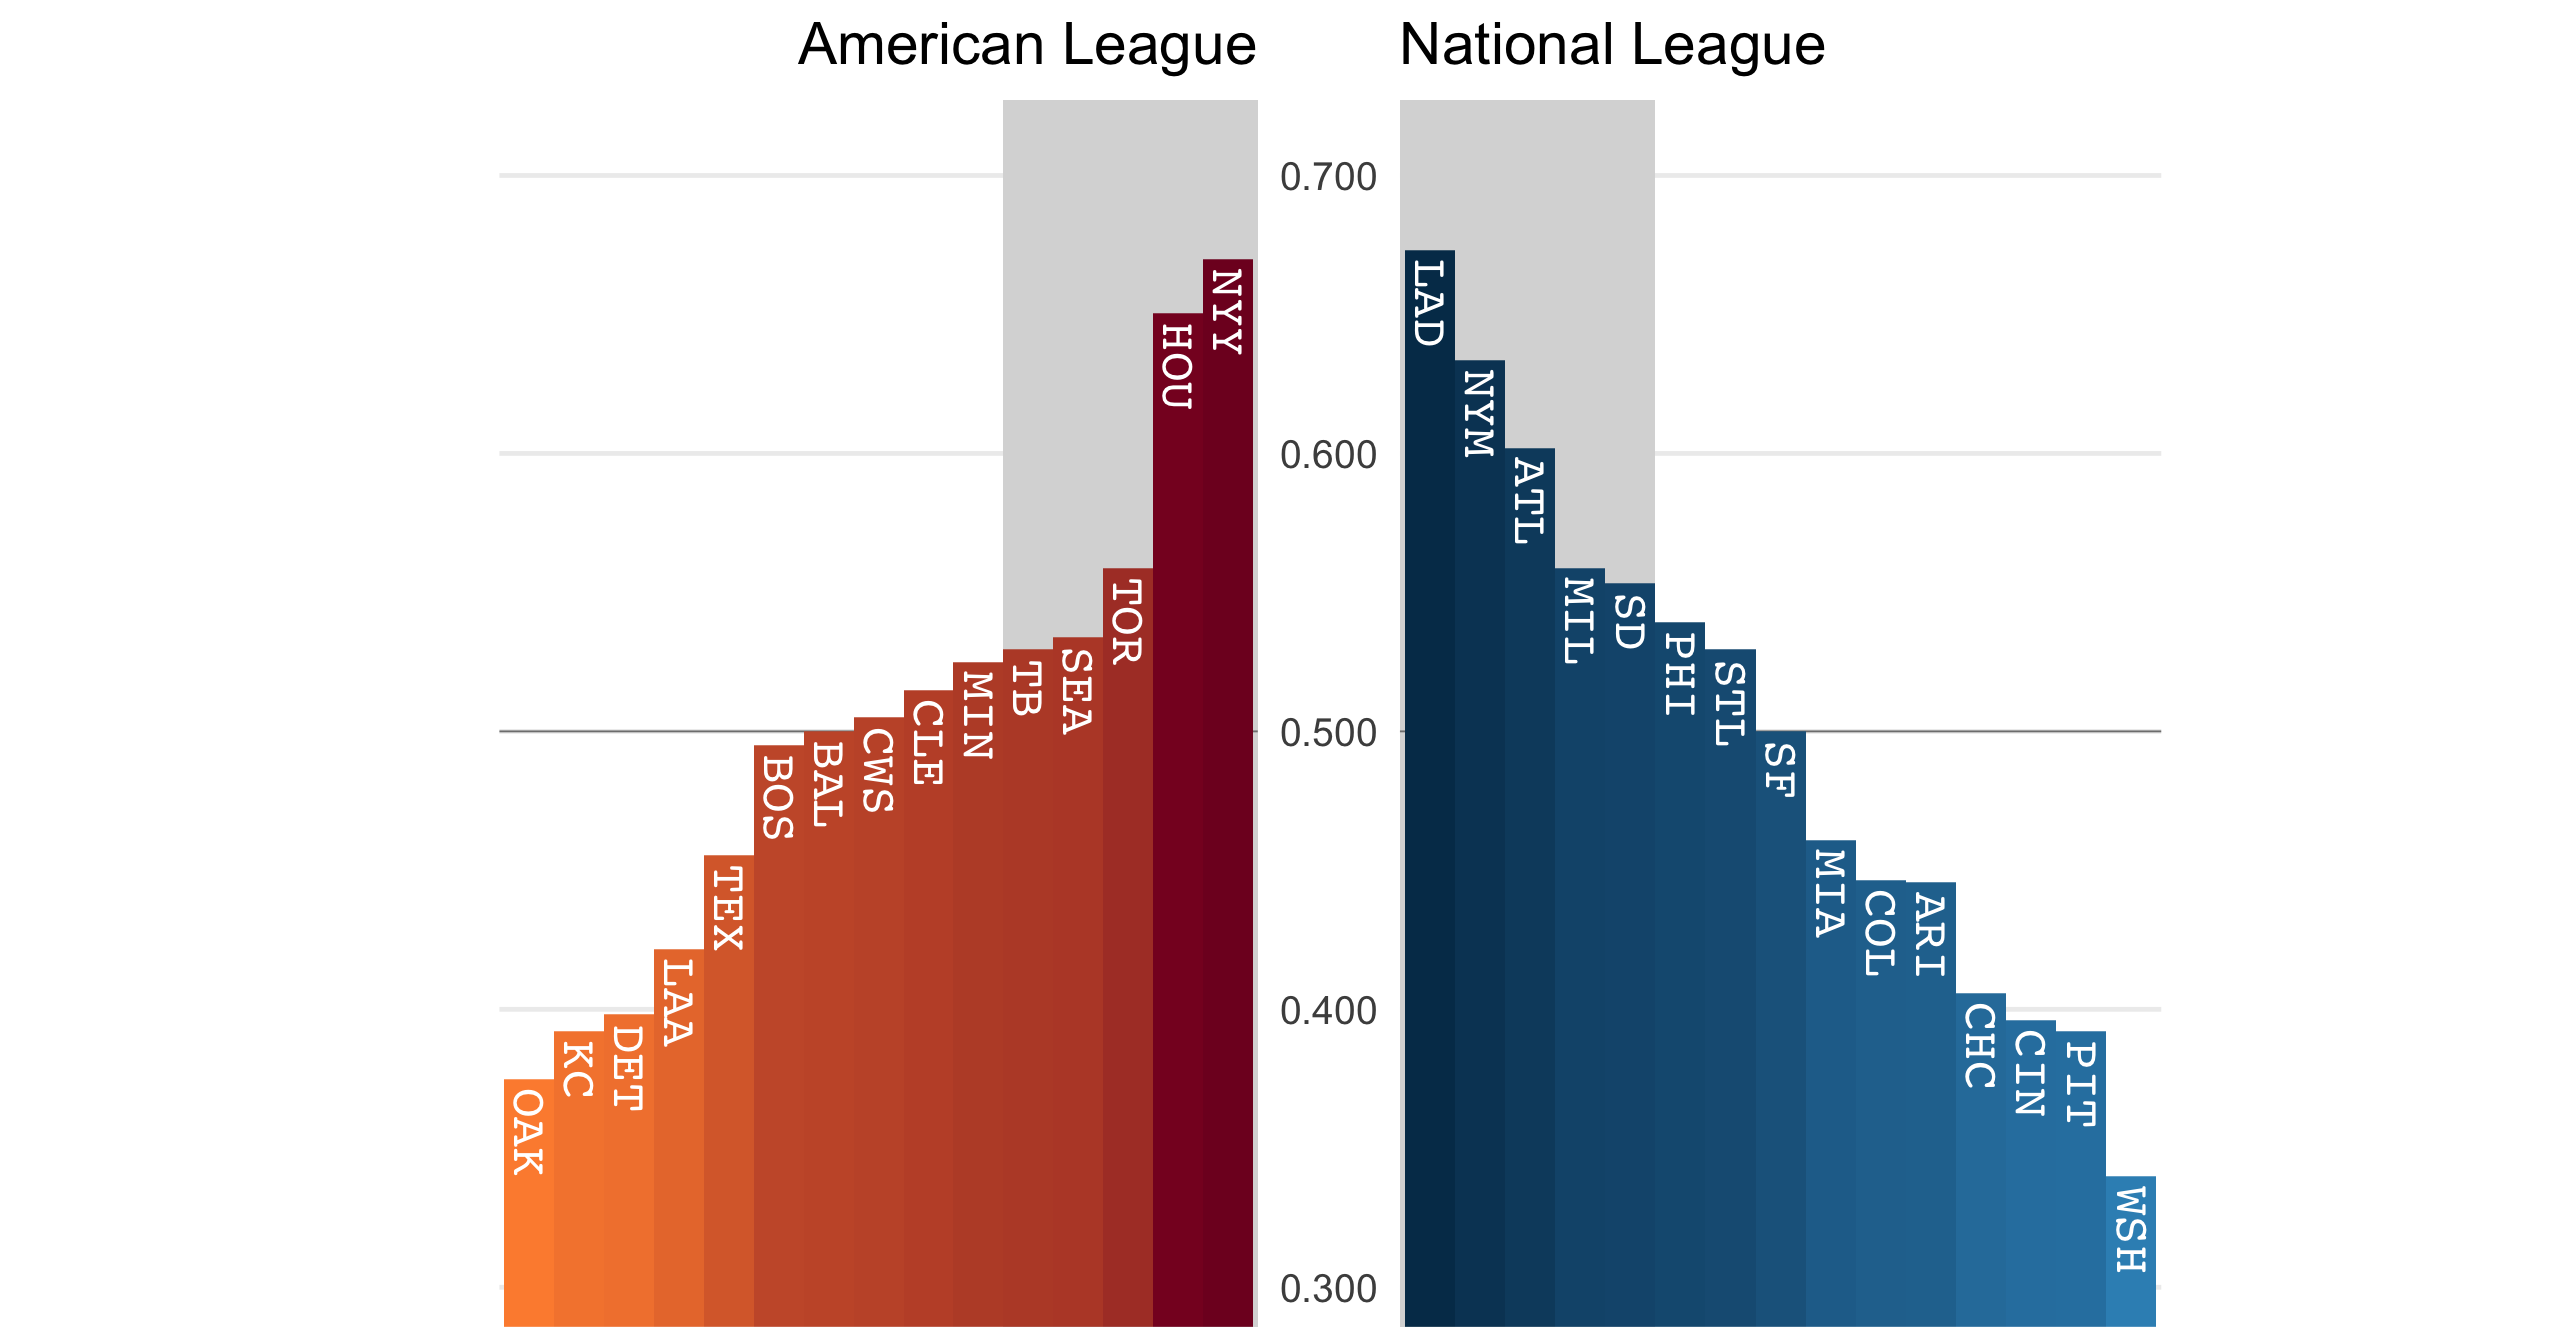 American League
National League
0.700
0.600
0.500
0.400
0.300
OAK
KC
DET
LAA
TEX
BOS
BAL
CWS
CLE
MIN
TB
SEA
TOR
HOU
NYY
LAD
NYM
ATL
MIL
SD
PHI
STL
SF
MIA
COL
ARI
CHC
CIN
PIT
WSH